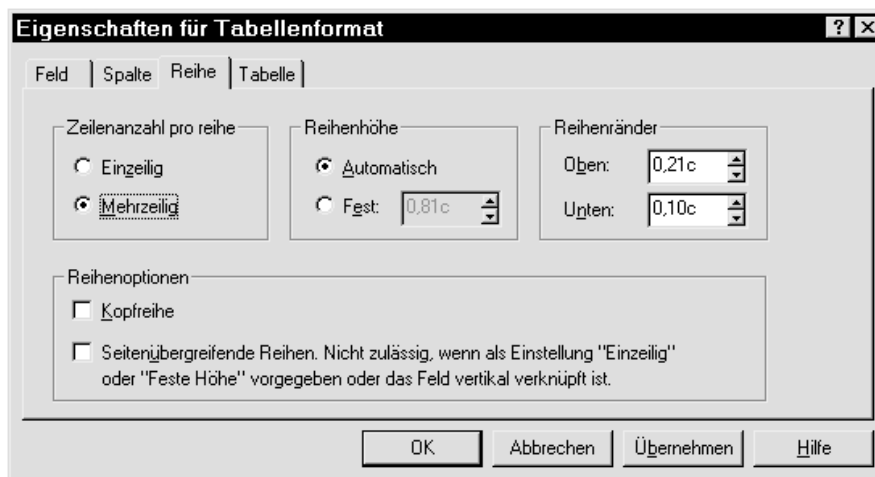 Eigenschaften für Tabellenformat
Feld Spalte Reihe Tabelle
Zeilenanzahl pro reihe
Einzeilig
Mehrzeilig
Reihenhöhe
Automatisch
Fest: 0,81c
Reihenränder
Oben: 0,21c
Unten: 0,10c
Reihenoptionen
Kopfreihe
Seitenübergreifende Reihen. Nicht zulässig, wenn als Einstellung "Einzeilig"
oder "Feste Höhe" vorgegeben oder das Feld vertikal verknüpft ist.
OK Abbrechen Übernehmen Hilfe